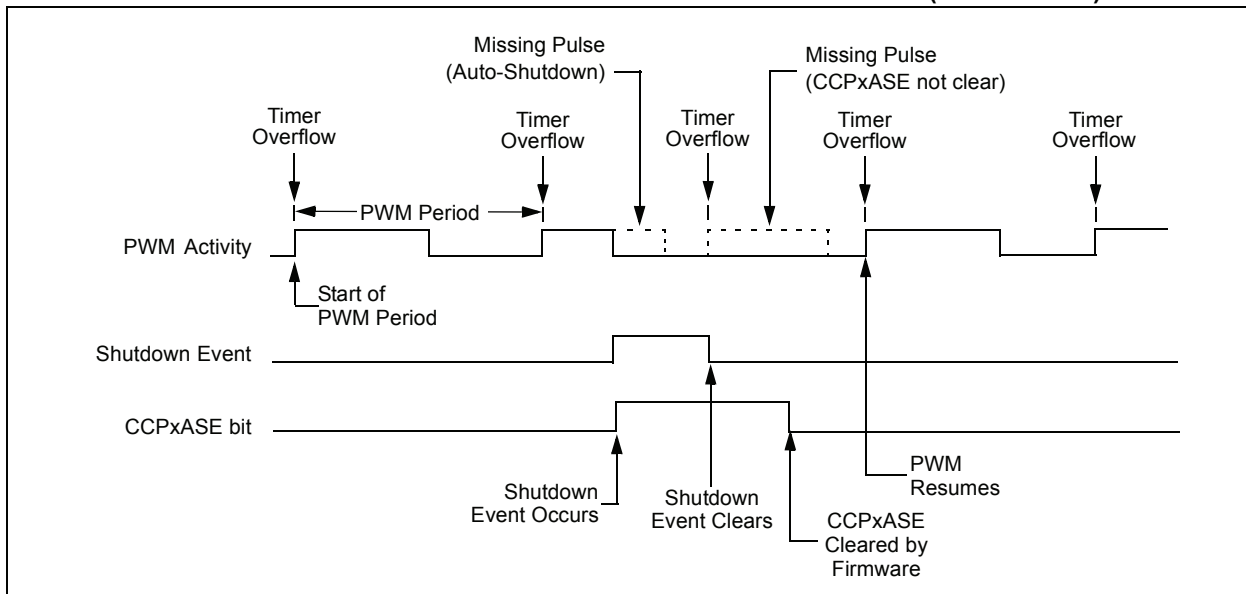 Missing Pulse
(Auto-Shutdown)
Missing Pulse
(CCPxASE not clear)
Timer
Overflow
Timer
Overflow
Timer
Overflow
Timer
Overflow
Timer
Overflow
PWM Period
PWM Activity
Start of
PWM Period
Shutdown Event
CCPxASE bit
Shutdown
Event Occurs
Shutdown
Event Clears
CCPxASE
Cleared by
Firmware
PWM
Resumes